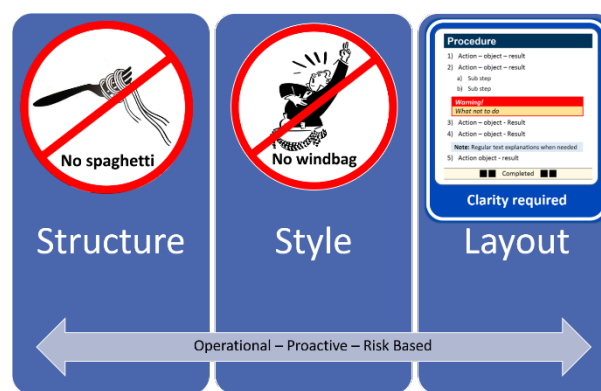 No spaghetti
Structure
No windbag
Style
Procedure
1) Action – object – result
2) Action – object – result
a) Sub step
b) Sub step
Warning!
What not to do
3) Action – object - Result
4) Action – object - Result
Note: Regular text explanations when needed
5) Action object - result
Completed
Clarity required
Layout
Operational – Proactive – Risk Based